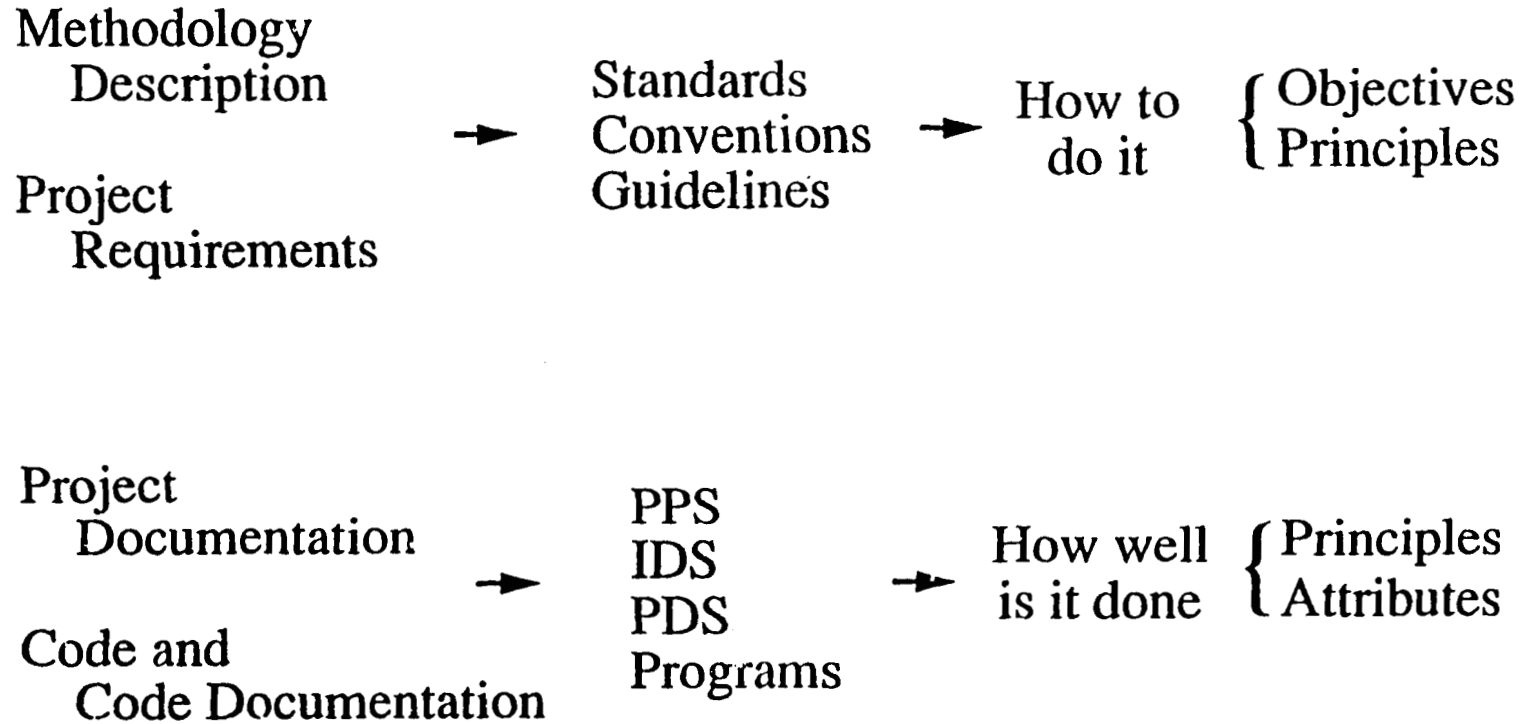 Methodology
Description
Project
Requirements
Standards
Conventions
Guidelines
How to
do it
Objectives
Principles
Project
Documentation
Code and
Code Documentation
PPS
IDS
PDS
Programs
How well
is it done
Principles
Attributes